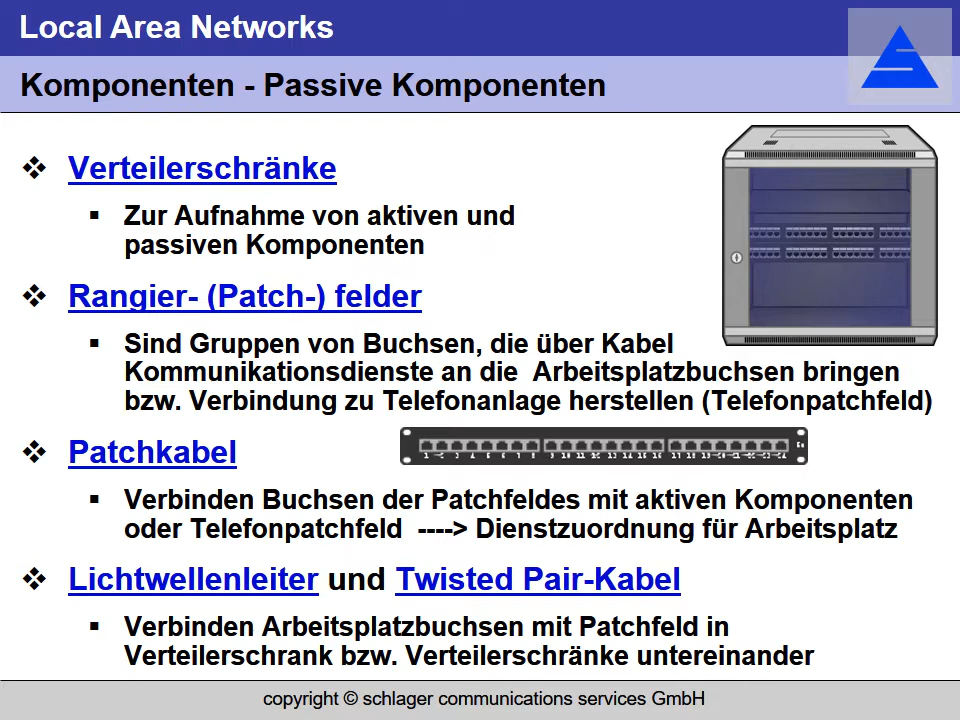 Local Area Networks
Komponenten - Passive Komponenten
Verteilerschränke
Zur Aufnahme von aktiven und
passiven Komponenten
Rangier- (Patch-) felder
Sind Gruppen von Buchsen, die über Kabel
Kommunikationsdienste an die  Arbeitsplatzbuchsen bringen
bzw. Verbindung zu Telefonanlage herstellen (Telefonpatchfeld)
Patchkabel
Verbinden Buchsen der Patchfeldes mit aktiven Komponenten
oder Telefonpatchfeld  ----> Dienstzuordnung für Arbeitsplatz
Lichtwellenleiter und Twisted Pair-Kabel
Verbinden Arbeitsplatzbuchsen mit Patchfeld in
Verteilerschrank bzw. Verteilerschränke untereinander
copyright © schlager communications services GmbH